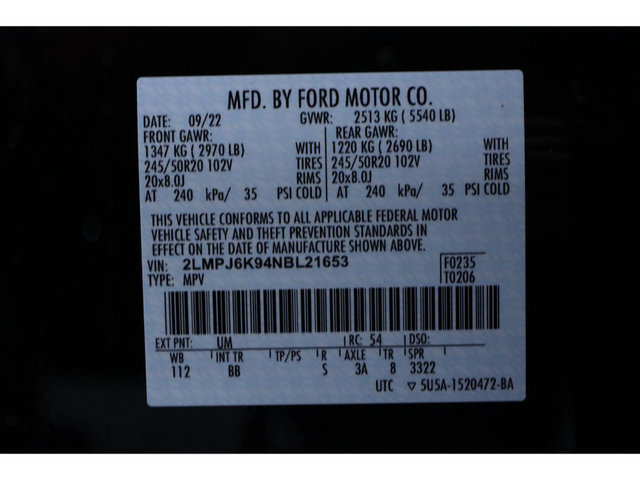 MFD. BY FORD MOTOR CO.
DATE: 09/22 GVWR: 2513 KG ( 5540 LB)
FRONT GAWR: REAR GAWR:
1347 KG ( 2970 LB) WITH 1220 KG ( 2690 LB) WITH
245/50R20 102V TIRES 245/50R20 102V TIRES
20x8.0J RIMS 20x8.0J RIMS
AT 240 kPa/ 35 PSI COLD AT 240 kPa/ 35 PSI COLD
THIS VEHICLE CONFORMS TO ALL APPLICABLE FEDERAL MOTOR
VEHICLE SAFETY AND THEFT PREVENTION STANDARDS IN
EFFECT ON THE DATE OF MANUFACTURE SHOWN ABOVE.
VIN: 2LMPJ6K94NBL21653 F0235
TYPE: MPV T0206
EXT PNT: UM RC: 54 DSO:
WB INT TR TP/PS R AXLE TR SPR
112 BB S 3A 8 3322
UTC ▽ 5U5A-1520472-BA